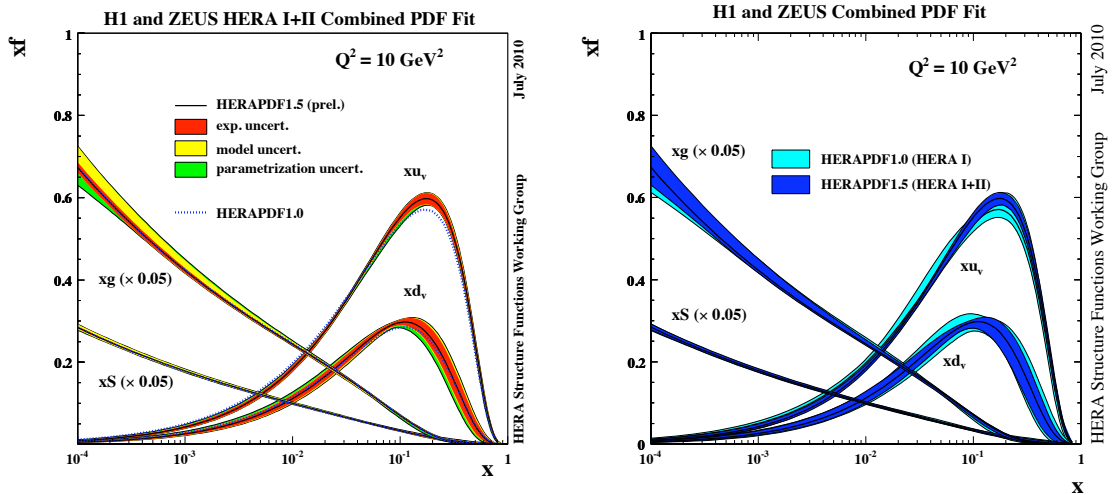 H1 and ZEUS HERA I+II Combined PDF Fit
xf
1
0.8
0.6
0.4
0.2
Q² = 10 GeV²
HERAPDF1.5 (prel.)
exp. uncert.
model uncert.
parametrization uncert.
HERAPDF1.0
xuᵥ
xg (× 0.05)
xdᵥ
xS (× 0.05)
10⁻⁴
10⁻³
10⁻²
10⁻¹
1
x
HERA Structure Functions Working Group
July 2010
H1 and ZEUS Combined PDF Fit
xf
1
0.8
0.6
0.4
0.2
0
Q² = 10 GeV²
xg (× 0.05)
HERAPDF1.0 (HERA I)
HERAPDF1.5 (HERA I+II)
xuᵥ
xS (× 0.05)
xdᵥ
10⁻⁴
10⁻³
10⁻²
10⁻¹
1
x
HERA Structure Functions Working Group
July 2010